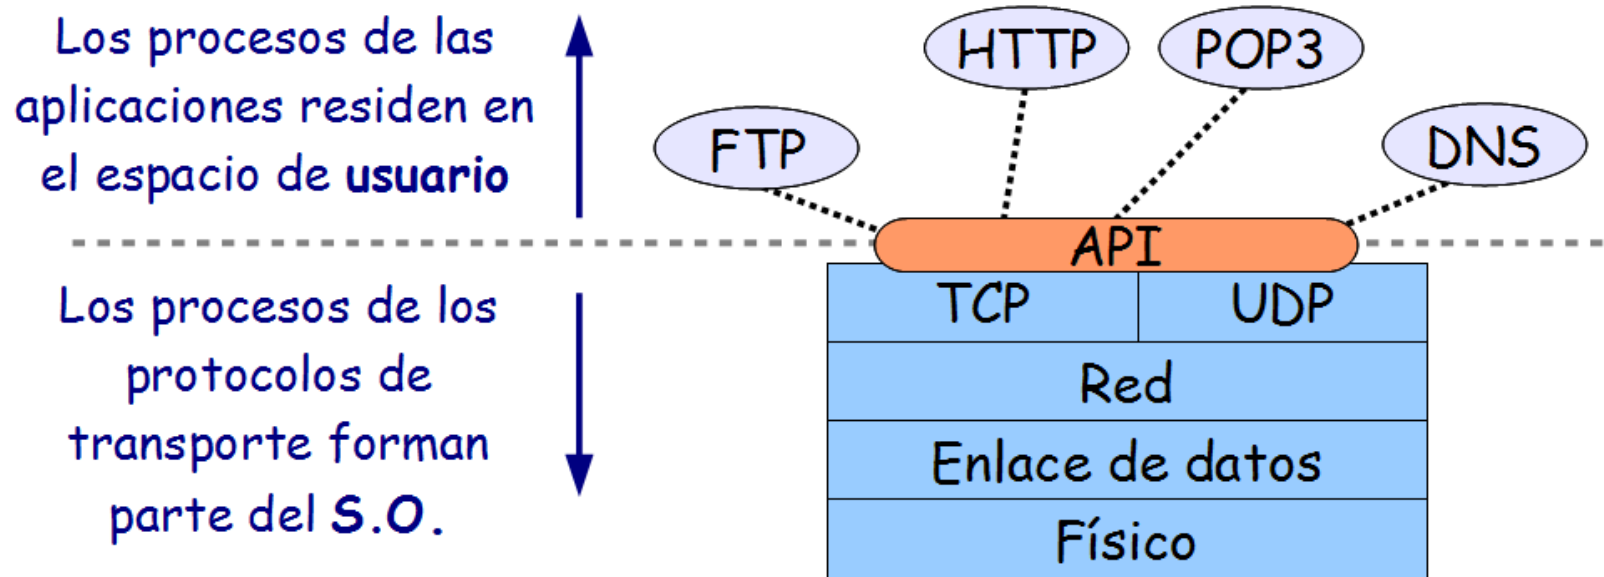 Los procesos de las
aplicaciones residen en
el espacio de usuario
Los procesos de los
protocolos de
transporte forman
parte del S.O.
HTTP
POP3
FTP
DNS
API
TCP
UDP
Red
Enlace de datos
Físico